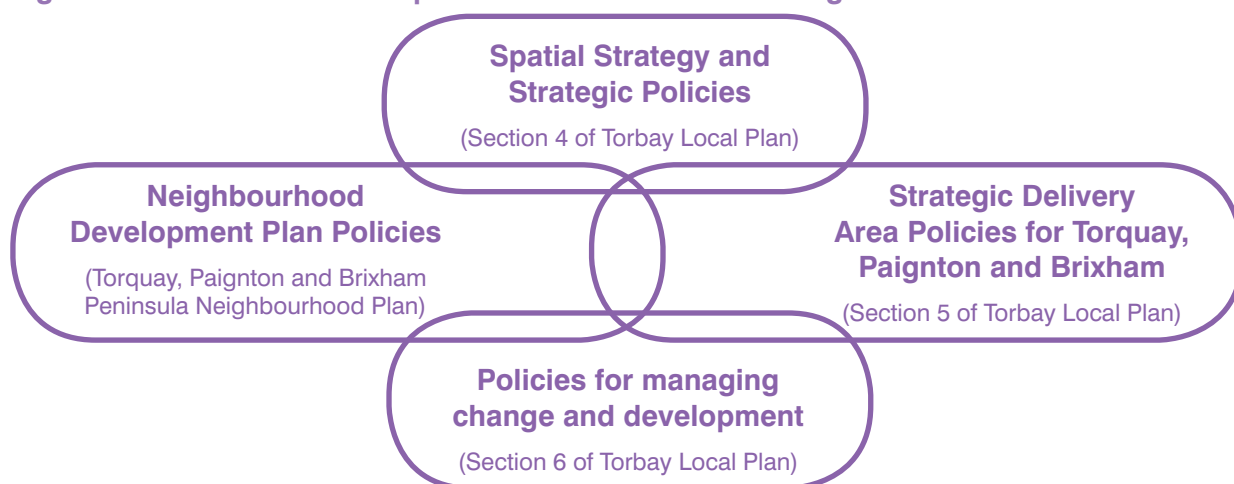 Spatial Strategy and
Strategic Policies
(Section 4 of Torbay Local Plan)
Neighbourhood
Development Plan Policies
(Torquay, Paignton and Brixham
Peninsula Neighbourhood Plan)
Strategic Delivery
Area Policies for Torquay,
Paignton and Brixham
(Section 5 of Torbay Local Plan)
Policies for managing
change and development
(Section 6 of Torbay Local Plan)